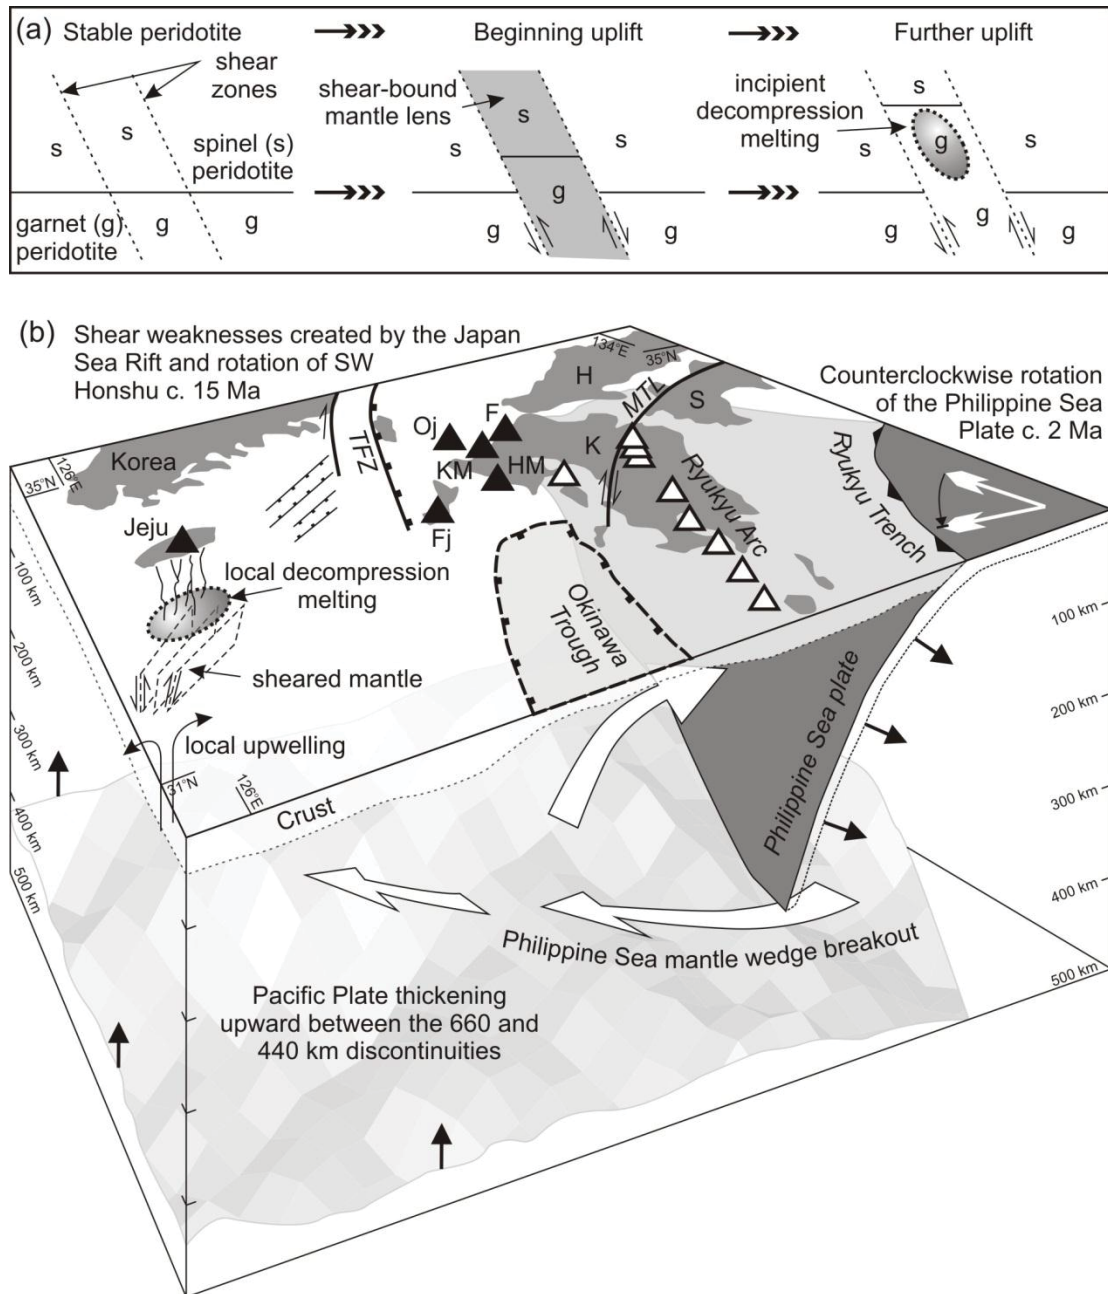 (a)
Stable peridotite
Beginning uplift
Further uplift
shear
zones
s
s
spinel (s)
peridotite
garnet (g)
peridotite
g
g
shear-bound
mantle lens
s
s
s
g
g
g
incipient
decompression
melting
s
s
s
g
g
g
g
(b) Shear weaknesses created by the Japan
Sea Rift and rotation of SW
Honshu c. 15 Ma
Counterclockwise rotation
of the Philippine Sea
Plate c. 2 Ma
134°E
35°N
H
MTL
S
F
Oj
TFZ
KM
HM
K
Fj
Korea
126°E
35°N
Jeju
Ryukyu Arc
Ryukyu Trench
local decompression
melting
Okinawa
Trough
sheared mantle
local upwelling
31°N
126°E
Crust
100 km
200 km
300 km
400 km
500 km
100 km
200 km
300 km
400 km
500 km
Philippine Sea plate
Philippine Sea mantle wedge breakout
Pacific Plate thickening
upward between the 660 and
440 km discontinuities